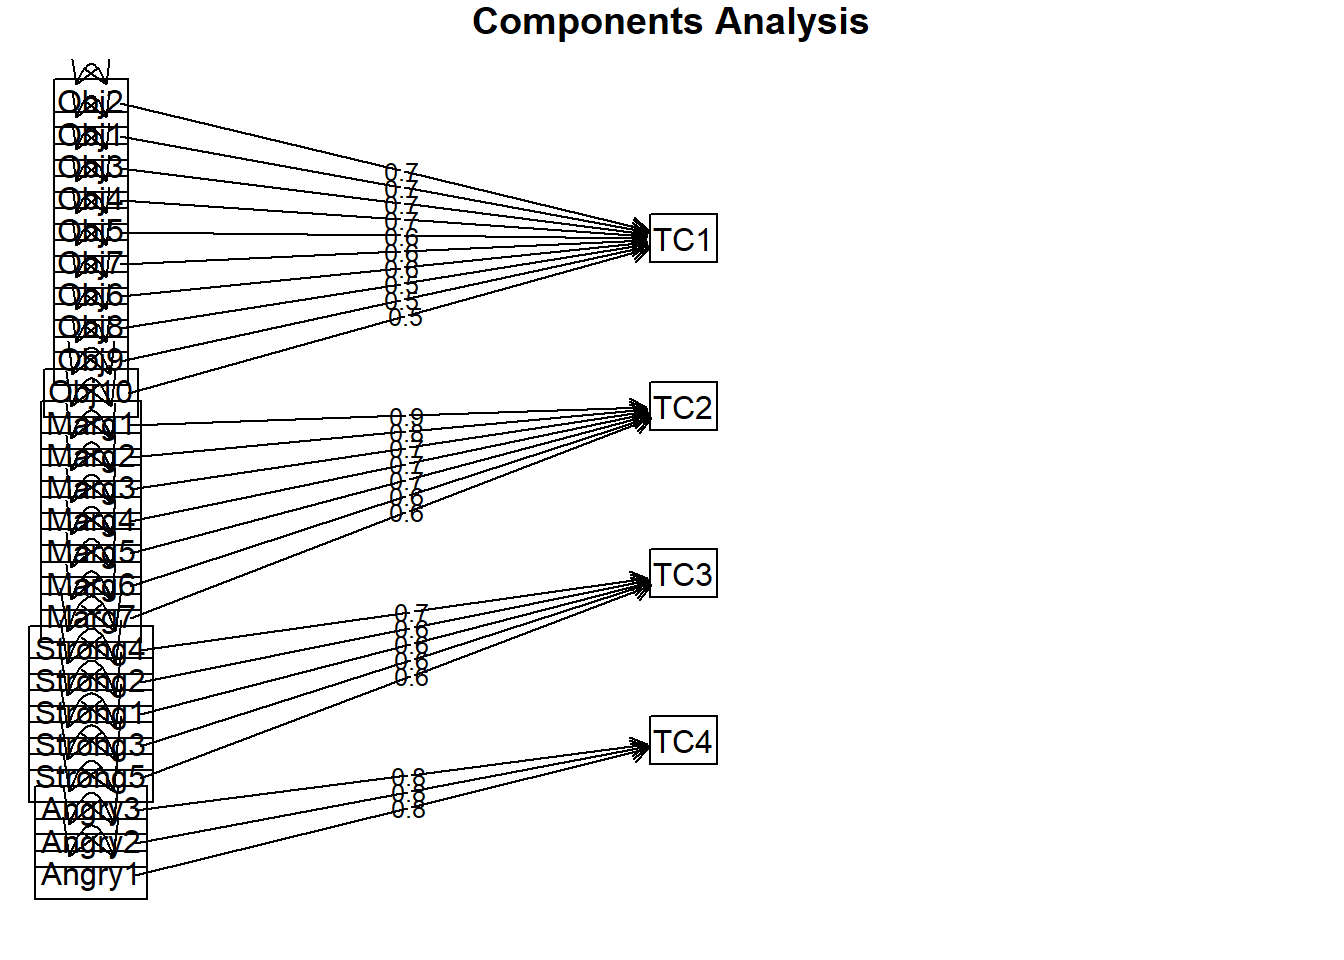 Components Analysis
Obj2
Obj1
Obj3
Obj4
Obj5
Obj7
Obj6
Obj8
Obj9
Obj10
Marg1
Marg2
Marg3
Marg4
Marg5
Marg6
Marg7
Strong4
Strong2
Strong1
Strong3
Strong5
Angry3
Angry2
Angry1
0.7
0.7
0.7
0.7
0.6
0.6
0.6
0.5
0.5
0.5
0.9
0.8
0.7
0.7
0.7
0.6
0.6
0.7
0.6
0.6
0.6
0.6
0.8
0.8
0.8
TC1
TC2
TC3
TC4